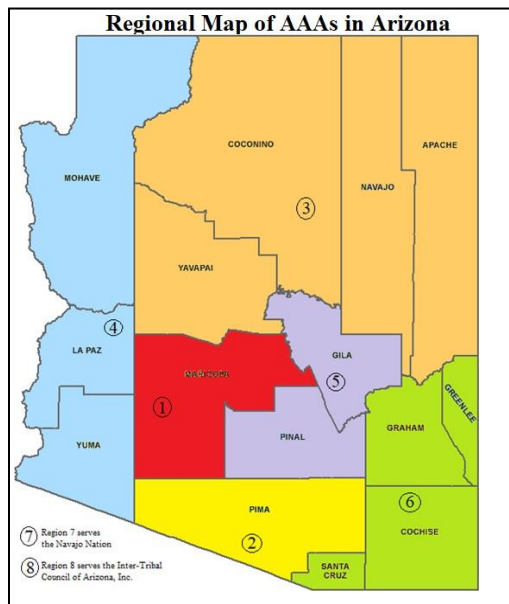 Regional Map of AAAs in Arizona
COCONINO
APACHE
MOHAVE
NAVAJO
3
YAVAPAI
4
LA PAZ
GILA
MARICOPA
5
GREENLEE
1
GRAHAM
YUMA
PINAL
6
PIMA
COCHISE
2
7 Region 7 serves
the Navajo Nation
SANTA
CRUZ
8 Region 8 serves the Inter-Tribal
Council of Arizona, Inc.